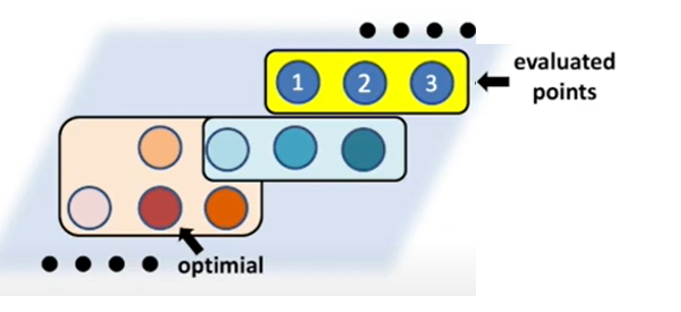 evaluated
points
1 2 3
optimial